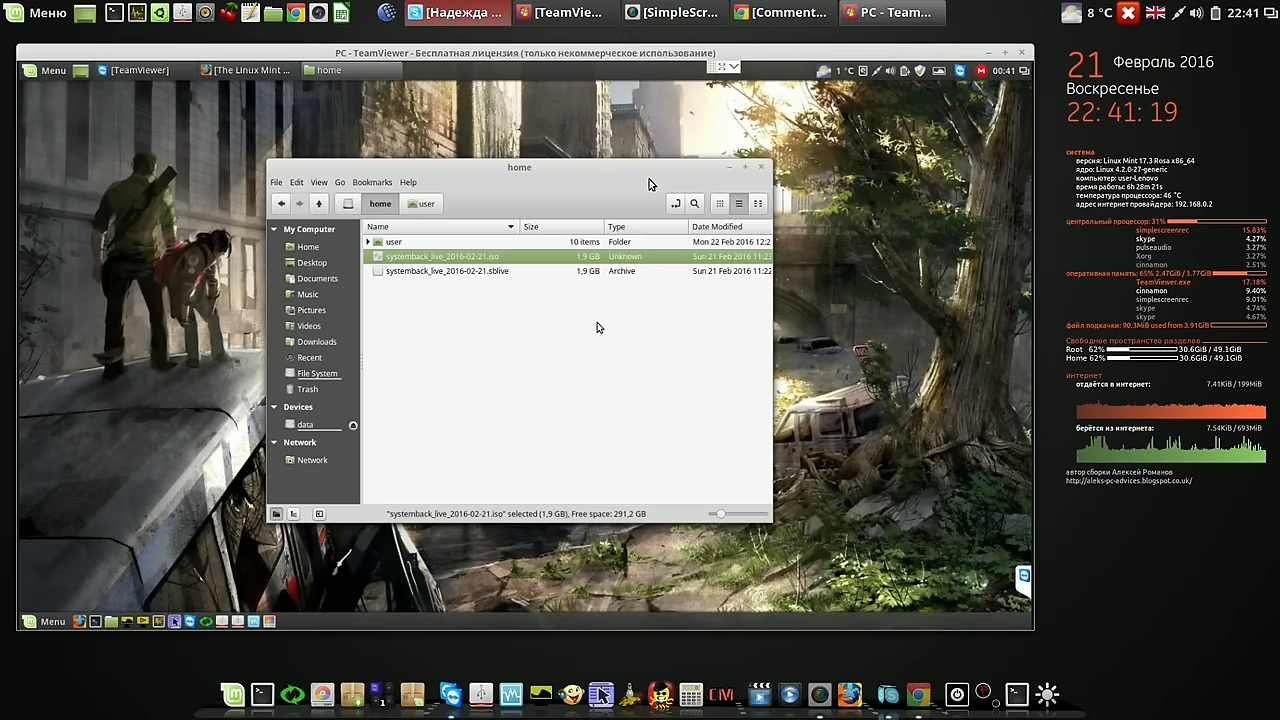 Меню
[Надежда ...
[TeamVie...
[SimpleScr...
[Comment...
PC - Team...
8 °C
22:41
PC - TeamViewer - Бесплатная лицензия (только некоммерческое использование)
Menu
[TeamViewer]
[The Linux Mint ...
home
1 °C
00:41
21
Февраль 2016
Воскресенье
22: 41: 19
система
версия: Linux Mint 17.3 Rosa x86_64
ядро: Linux 4.2.0-27-generic
компьютер: user-Lenovo
время работы: 6h 28m 21s
температура процессора: 46 °C
адрес интернет провайдера: 192.168.0.2
центральный процессор: 31%
simplescreenrec 15.83%
skype 4.27%
pulseaudio 3.27%
Xorg 3.27%
cinnamon 2.51%
оперативная память: 65% 2.47GiB / 3.77GiB
TeamViewer.exe 17.18%
cinnamon 9.40%
simplescreenrec 9.01%
skype 4.74%
skype 4.67%
файл подкачки: 90.3MiB used from 3.91GiB
Свободное пространство разделов
Root 62% 30.6GiB / 49.1GiB
Home 62% 30.6GiB / 49.1GiB
интернет
отдаётся в интернет: 7.41KiB / 199MiB
берётся из интернета: 7.54KiB / 693MiB
автор сборки Алексей Романов
http://aleks-pc-advices.blogspot.co.uk/
home
File Edit View Go Bookmarks Help
home
user
My Computer
Home
Desktop
Documents
Music
Pictures
Videos
Downloads
Recent
File System
Trash
Devices
data
Network
Network
Name Size Type Date Modified
user 10 items Folder Mon 22 Feb 2016 12:2
systemback_live_2016-02-21.iso 1,9 GB Unknown Sun 21 Feb 2016 11:23
systemback_live_2016-02-21.sblive 1,9 GB Archive Sun 21 Feb 2016 11:22
"systemback_live_2016-02-21.iso" selected (1,9 GB), Free space: 291,2 GB
Menu